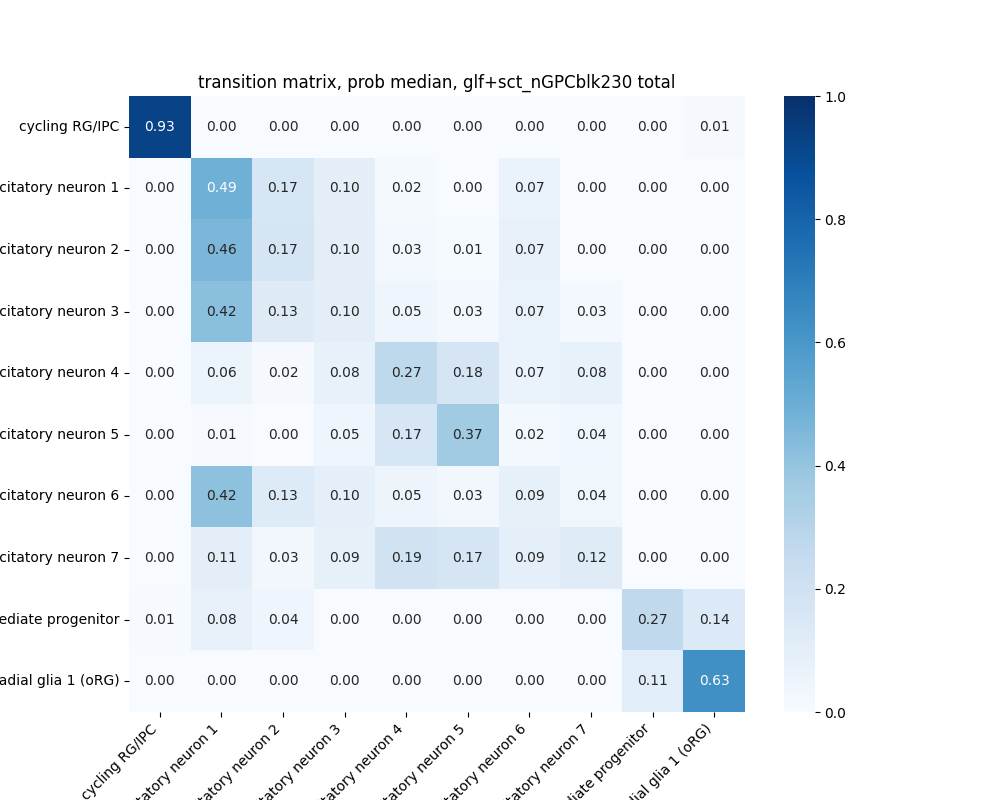 transition matrix, prob median, glf+sct_nGPCblk230 total
cycling RG/IPC 0.93 0.00 0.00 0.00 0.00 0.00 0.00 0.00 0.00 0.01
citatory neuron 1 0.00 0.49 0.17 0.10 0.02 0.00 0.07 0.00 0.00 0.00
citatory neuron 2 0.00 0.46 0.17 0.10 0.03 0.01 0.07 0.00 0.00 0.00
citatory neuron 3 0.00 0.42 0.13 0.10 0.05 0.03 0.07 0.03 0.00 0.00
citatory neuron 4 0.00 0.06 0.02 0.08 0.27 0.18 0.07 0.08 0.00 0.00
citatory neuron 5 0.00 0.01 0.00 0.05 0.17 0.37 0.02 0.04 0.00 0.00
citatory neuron 6 0.00 0.42 0.13 0.10 0.05 0.03 0.09 0.04 0.00 0.00
citatory neuron 7 0.00 0.11 0.03 0.09 0.19 0.17 0.09 0.12 0.00 0.00
ediate progenitor 0.01 0.08 0.04 0.00 0.00 0.00 0.00 0.00 0.27 0.14
adial glia 1 (oRG) 0.00 0.00 0.00 0.00 0.00 0.00 0.00 0.00 0.11 0.63
cycling RG/IPC
tatory neuron 1
tatory neuron 2
tatory neuron 3
tatory neuron 4
tatory neuron 5
tatory neuron 6
tatory neuron 7
diate progenitor
dial glia 1 (oRG)
1.0
0.8
0.6
0.4
0.2
0.0